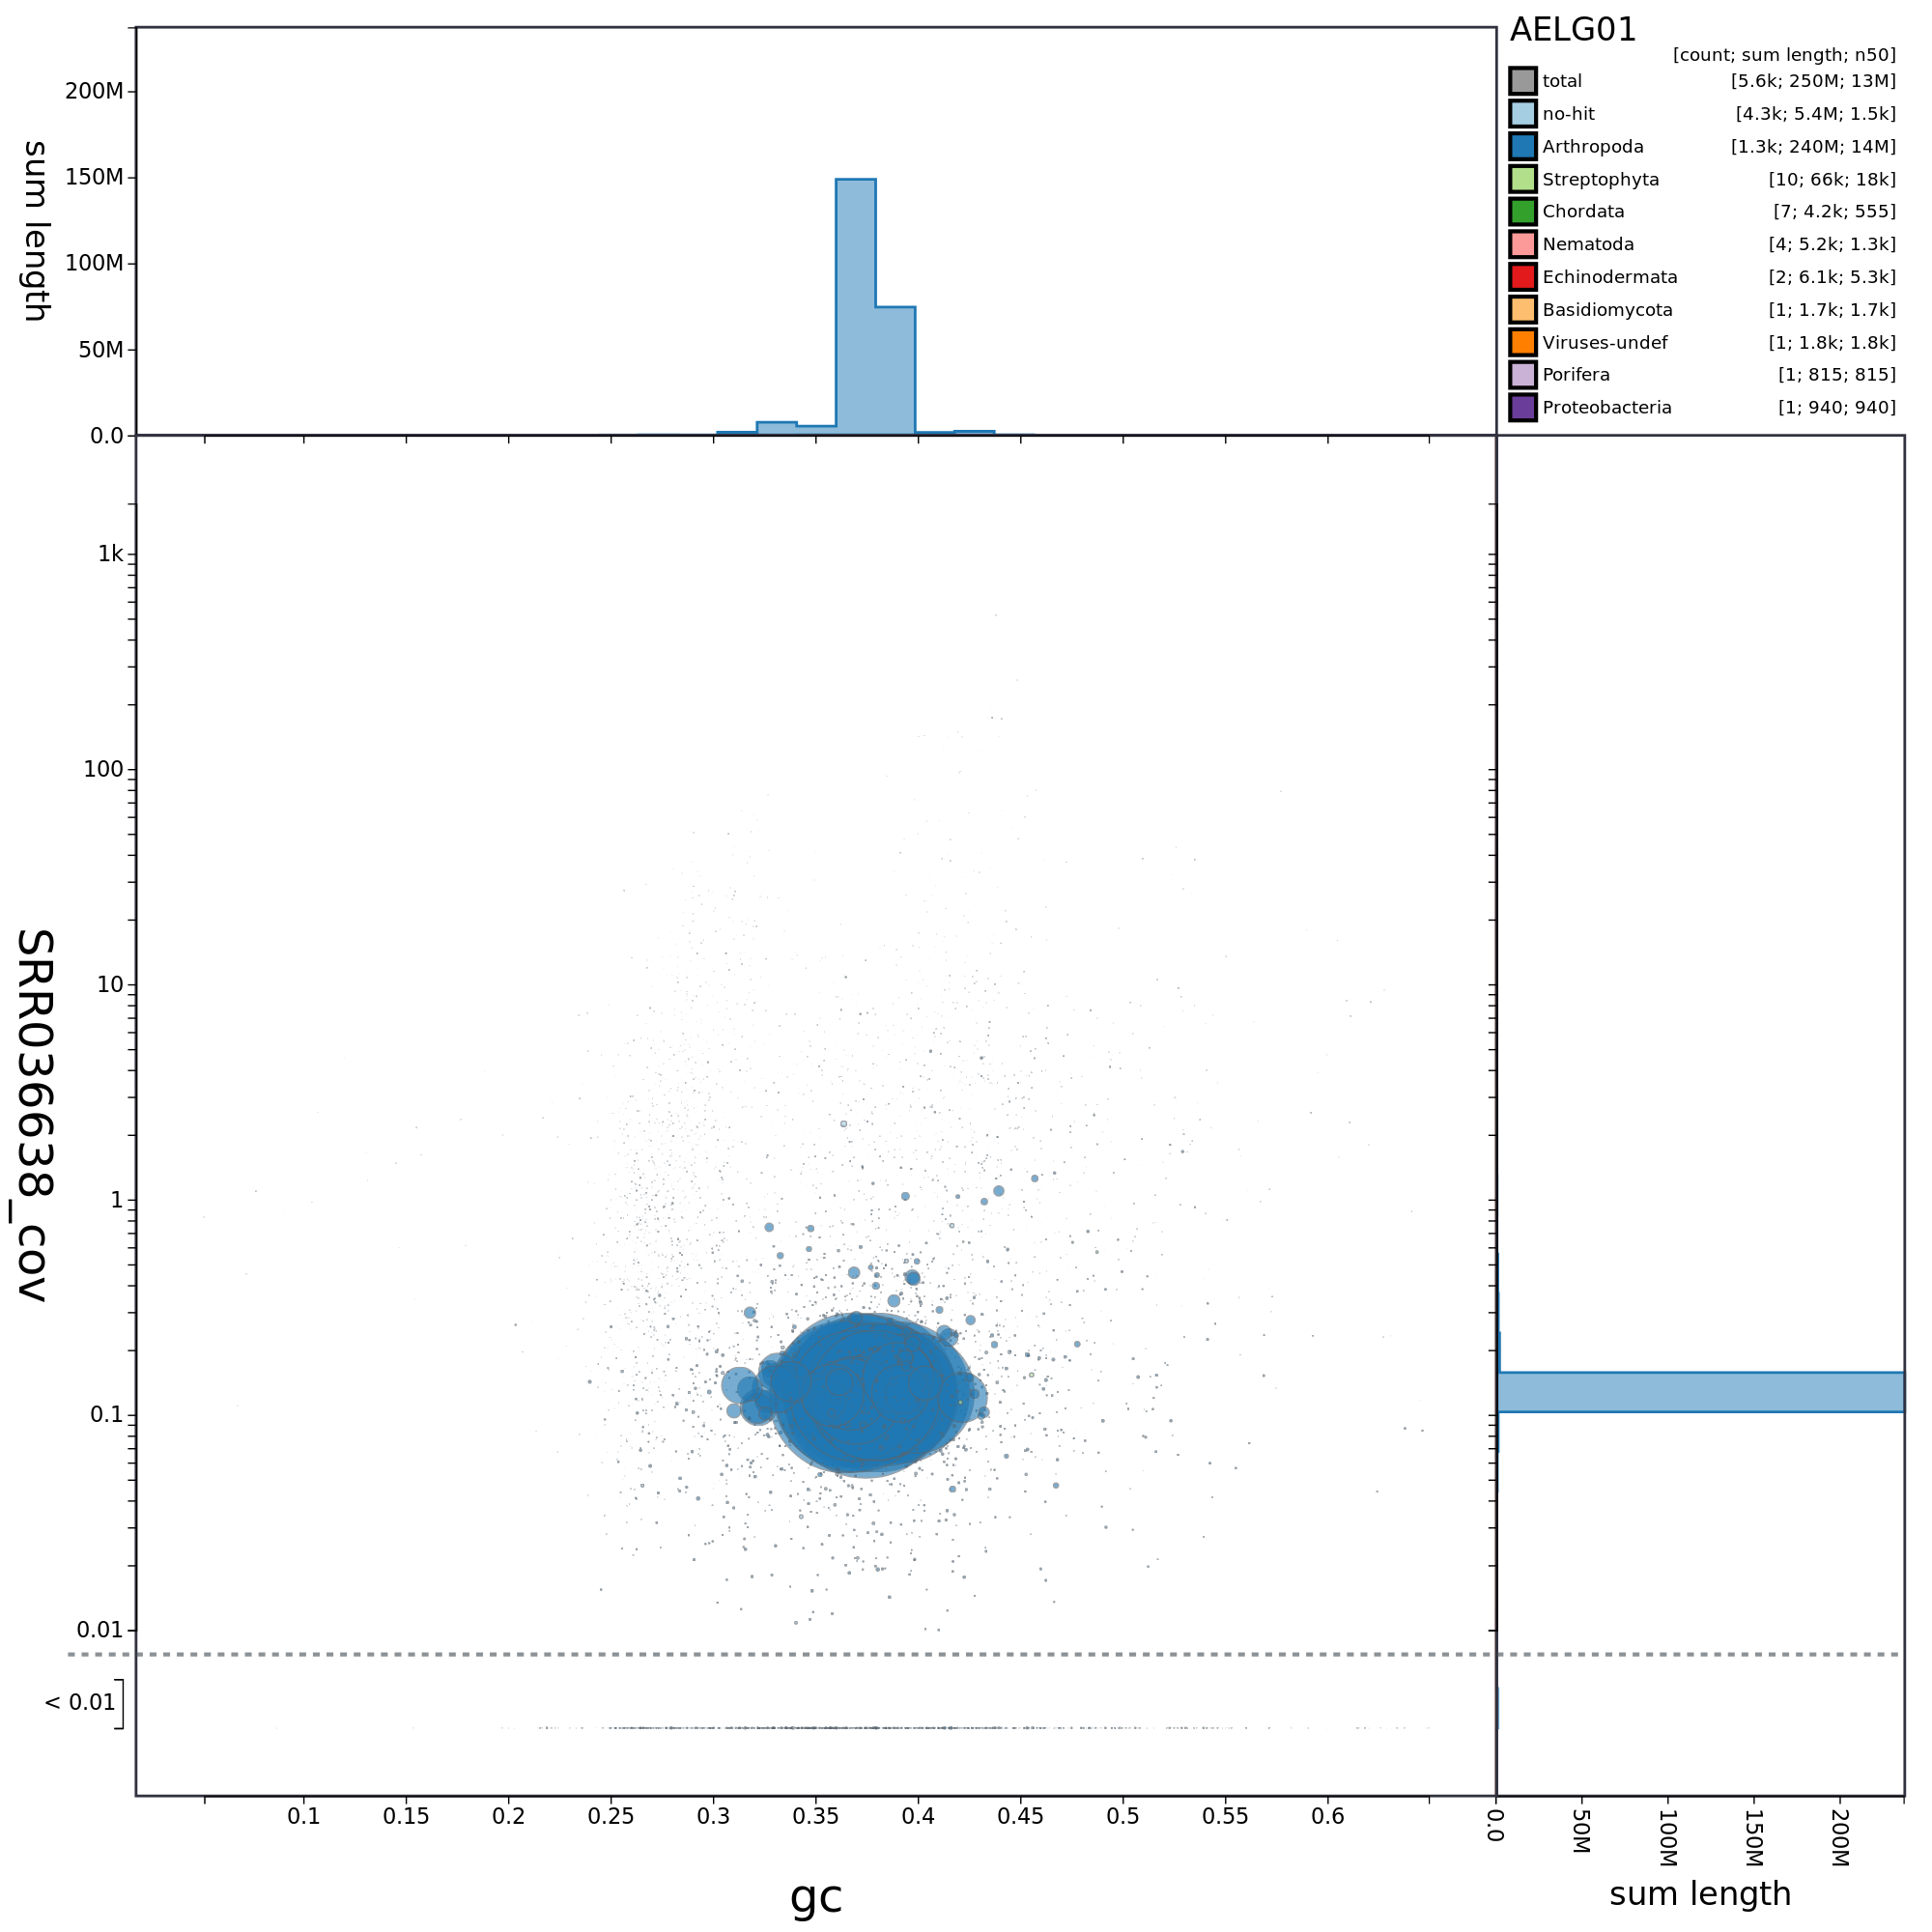 AELG01
[count; sum length; n50]
total [5.6k; 250M; 13M]
no-hit [4.3k; 5.4M; 1.5k]
Arthropoda [1.3k; 240M; 14M]
Streptophyta [10; 66k; 18k]
Chordata [7; 4.2k; 555]
Nematoda [4; 5.2k; 1.3k]
Echinodermata [2; 6.1k; 5.3k]
Basidiomycota [1; 1.7k; 1.7k]
Viruses-undef [1; 1.8k; 1.8k]
Porifera [1; 815; 815]
Proteobacteria [1; 940; 940]
sum length
200M
150M
100M
50M
0.0
SRR036638_cov
1k
100
10
1
0.1
0.01
< 0.01
0.1 0.15 0.2 0.25 0.3 0.35 0.4 0.45 0.5 0.55 0.6
gc
0.0 50M 100M 150M 200M
sum length